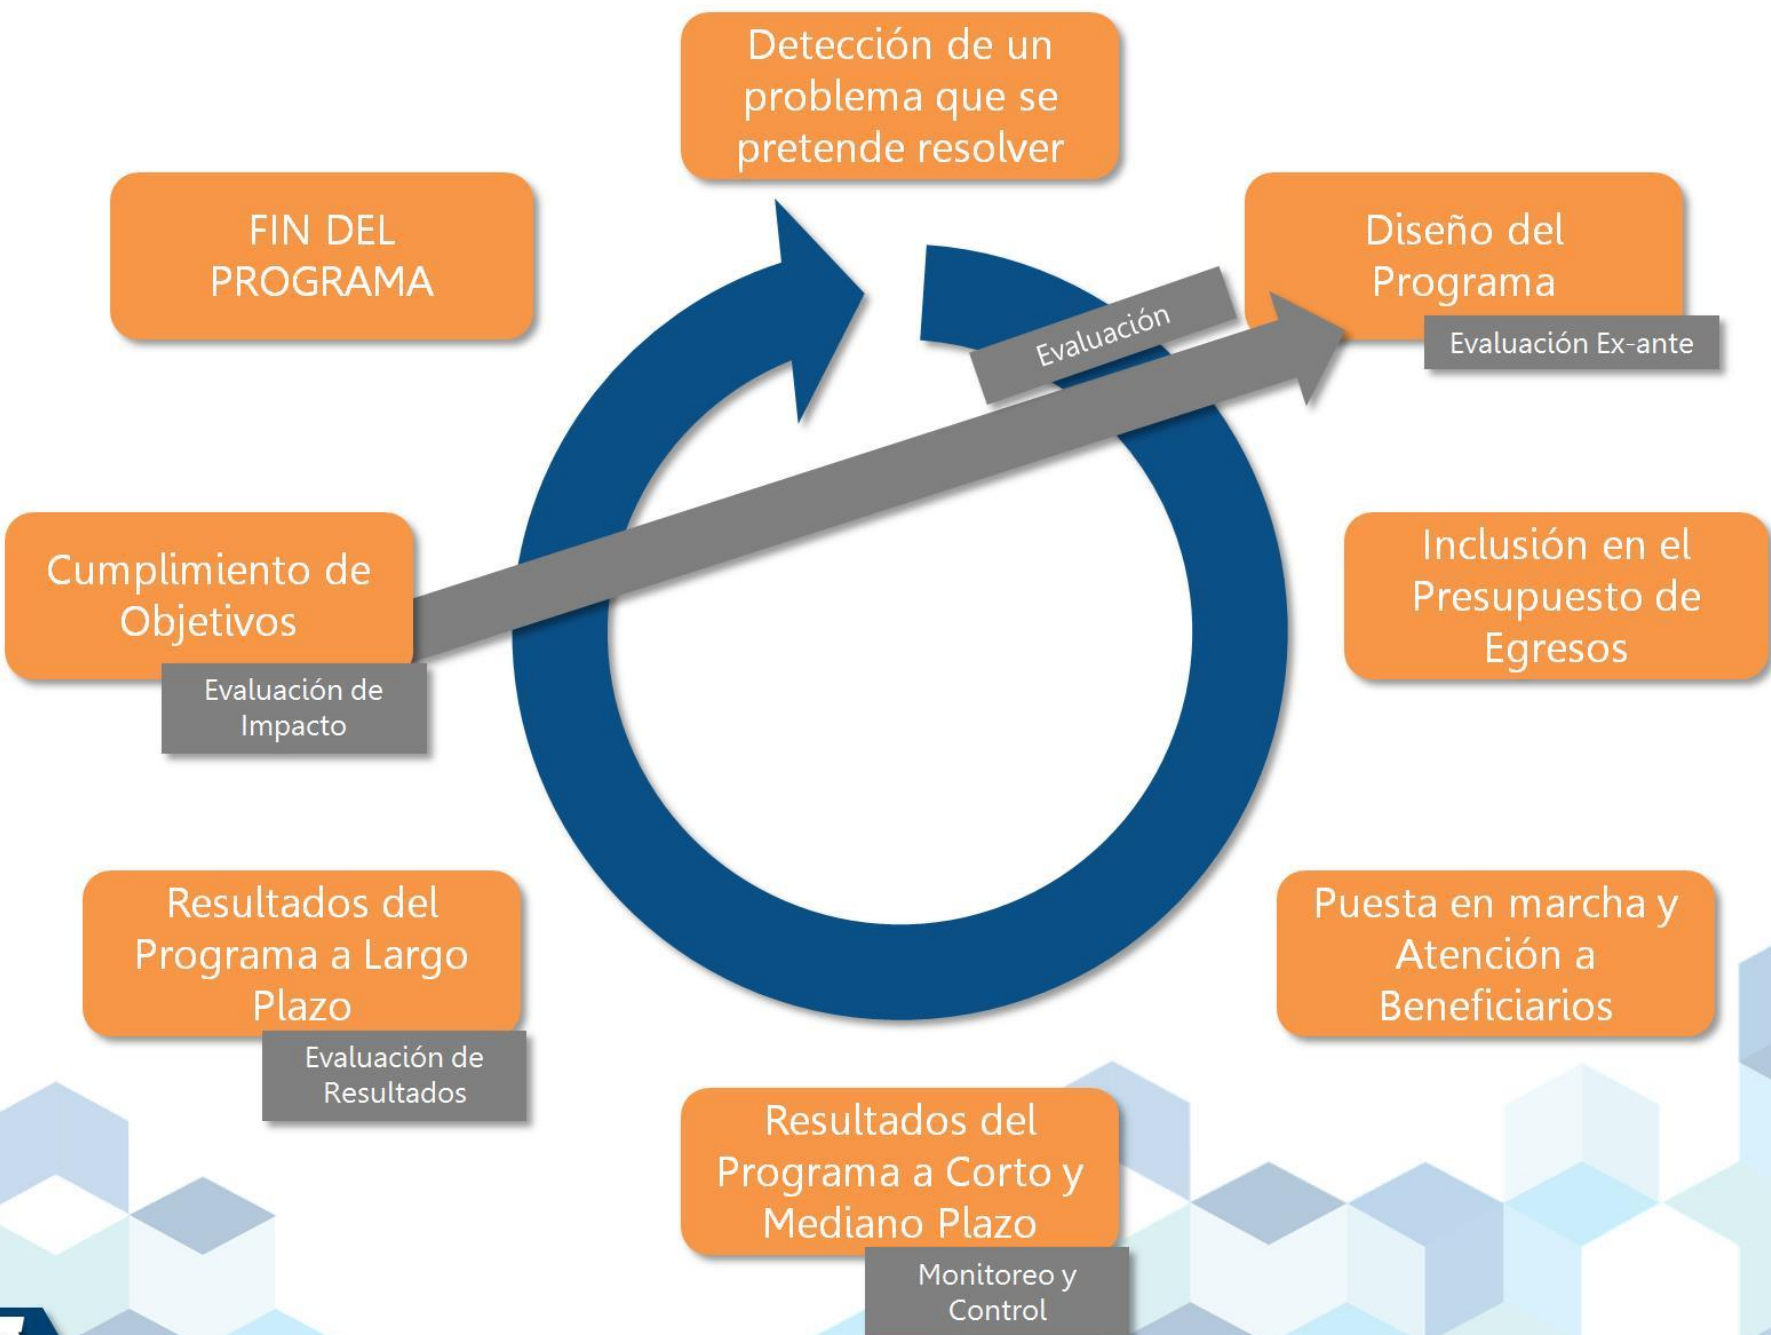 Detección de un
problema que se
pretende resolver
Diseño del
Programa
Evaluación Ex-ante
Evaluación
Inclusión en el
Presupuesto de
Egresos
Puesta en marcha y
Atención a
Beneficiarios
Resultados del
Programa a Corto y
Mediano Plazo
Monitoreo y
Control
Resultados del
Programa a Largo
Plazo
Evaluación de
Resultados
Cumplimiento de
Objetivos
Evaluación de
Impacto
FIN DEL
PROGRAMA